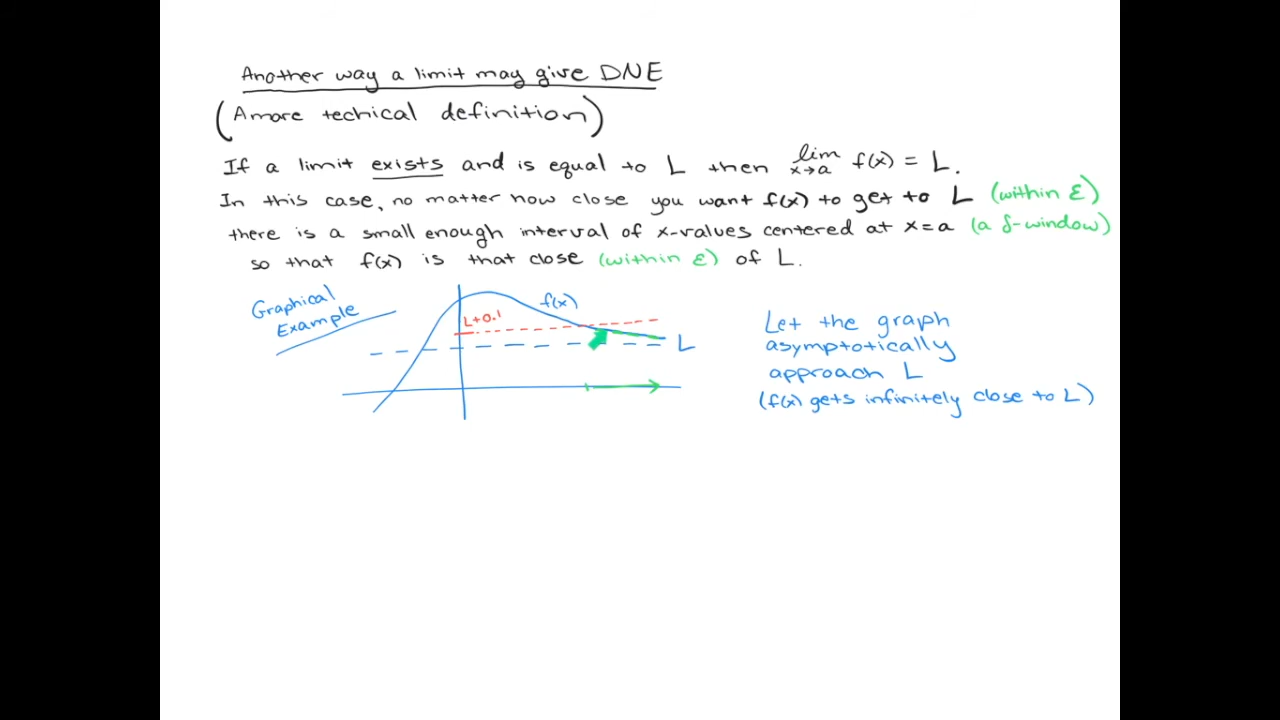 Another way a limit may give DNE
(A more techical definition)
If a limit exists and is equal to L then lim x→a f(x) = L.
In this case, no matter how close you want f(x) to get to L (within ε)
there is a small enough interval of x-values centered at x=a (a δ-window)
so that f(x) is that close (within ε) of L.
Graphical
Example
f(x)
L+0.1
L
Let the graph
asymptotically
approach L
(f(x) gets infinitely close to L)